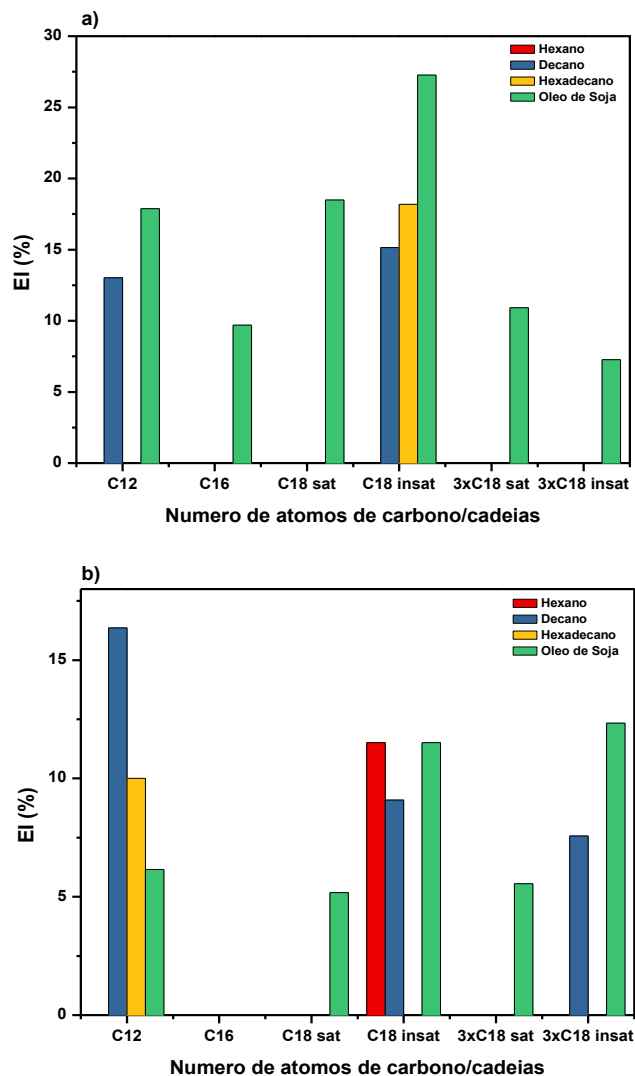 a)
30
25
20
15
10
5
0
EI (%)
Hexano
Decano
Hexadecano
Oleo de Soja
C12 C16 C18 sat C18 insat 3xC18 sat 3xC18 insat
Numero de atomos de carbono/cadeias
b)
15
10
5
0
EI (%)
Hexano
Decano
Hexadecano
Oleo de Soja
C12 C16 C18 sat C18 insat 3xC18 sat 3xC18 insat
Numero de atomos de carbono/cadeias